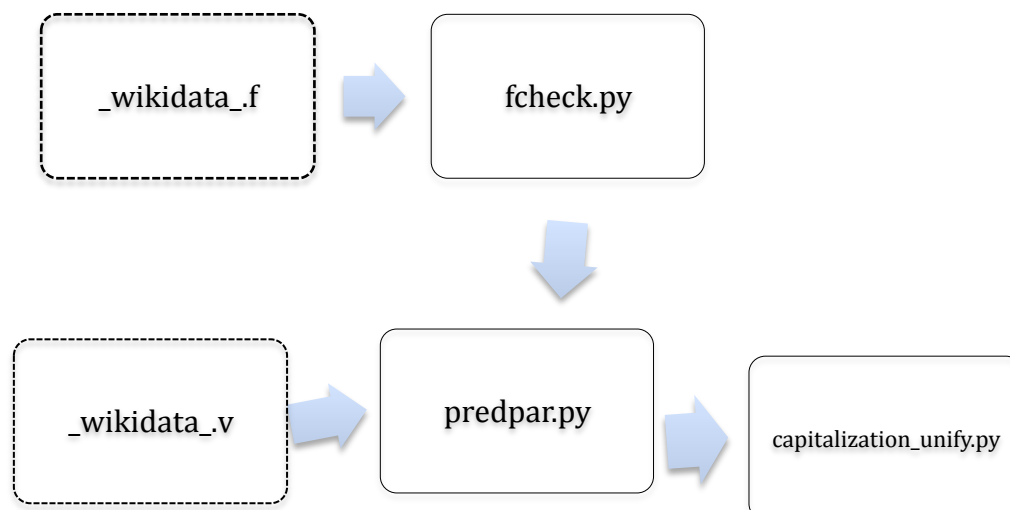 _wikidata_.f
fcheck.py
_wikidata_.v
predpar.py
capitalization_unify.py